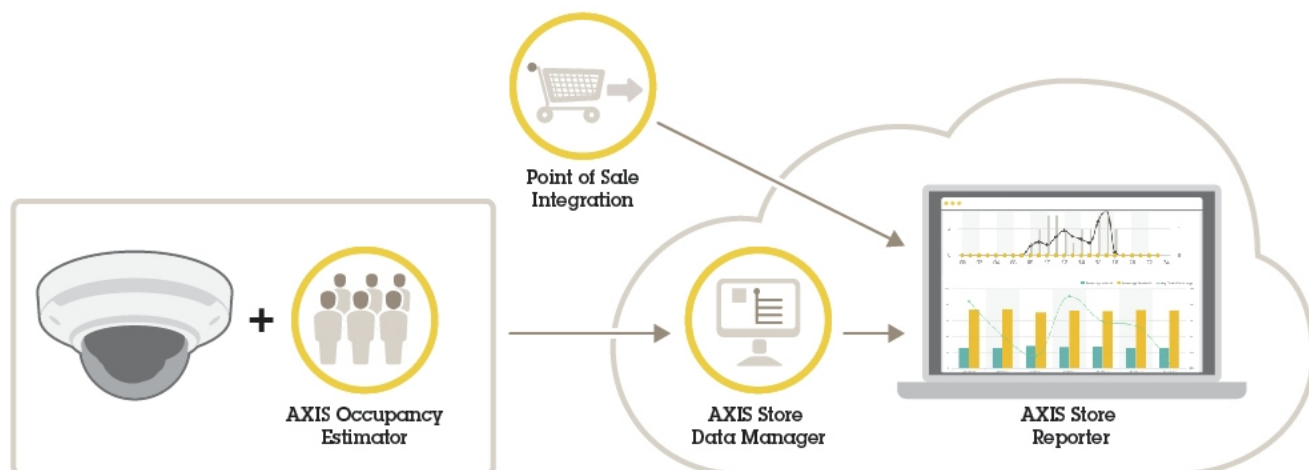 Point of Sale
Integration
AXIS Occupancy
Estimator
AXIS Store
Data Manager
AXIS Store
Reporter